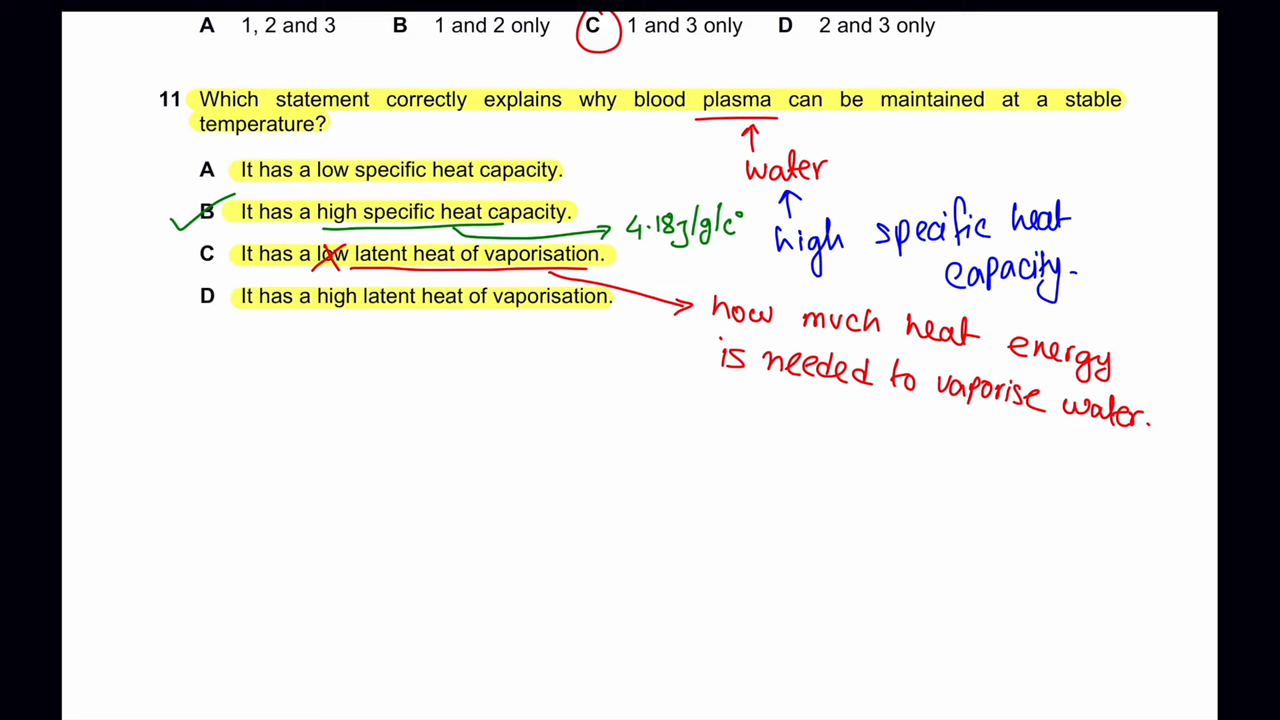 A 1, 2 and 3 B 1 and 2 only C 1 and 3 only D 2 and 3 only
11 Which statement correctly explains why blood plasma can be maintained at a stable
temperature?
water
A It has a low specific heat capacity.
B It has a high specific heat capacity.
4.18J/g/c°
high specific heat
capacity.
C It has a low latent heat of vaporisation.
D It has a high latent heat of vaporisation.
how much heat energy
is needed to vaporise water.